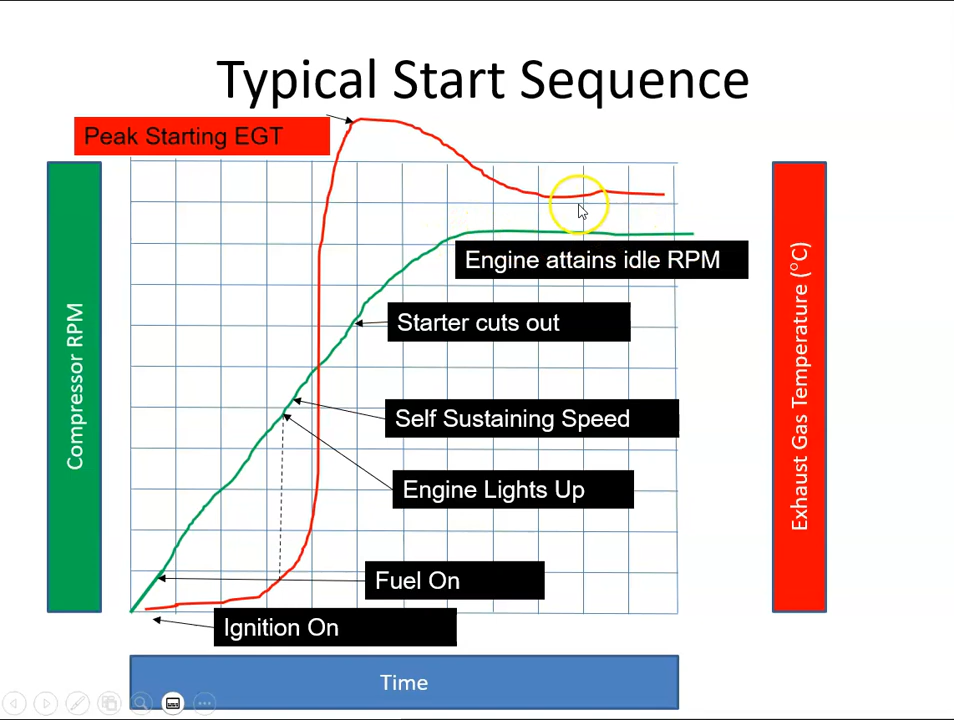 Typical Start Sequence
Peak Starting EGT
Engine attains idle RPM
Starter cuts out
Self Sustaining Speed
Engine Lights Up
Fuel On
Ignition On
Compressor RPM
Exhaust Gas Temperature (°C)
Time